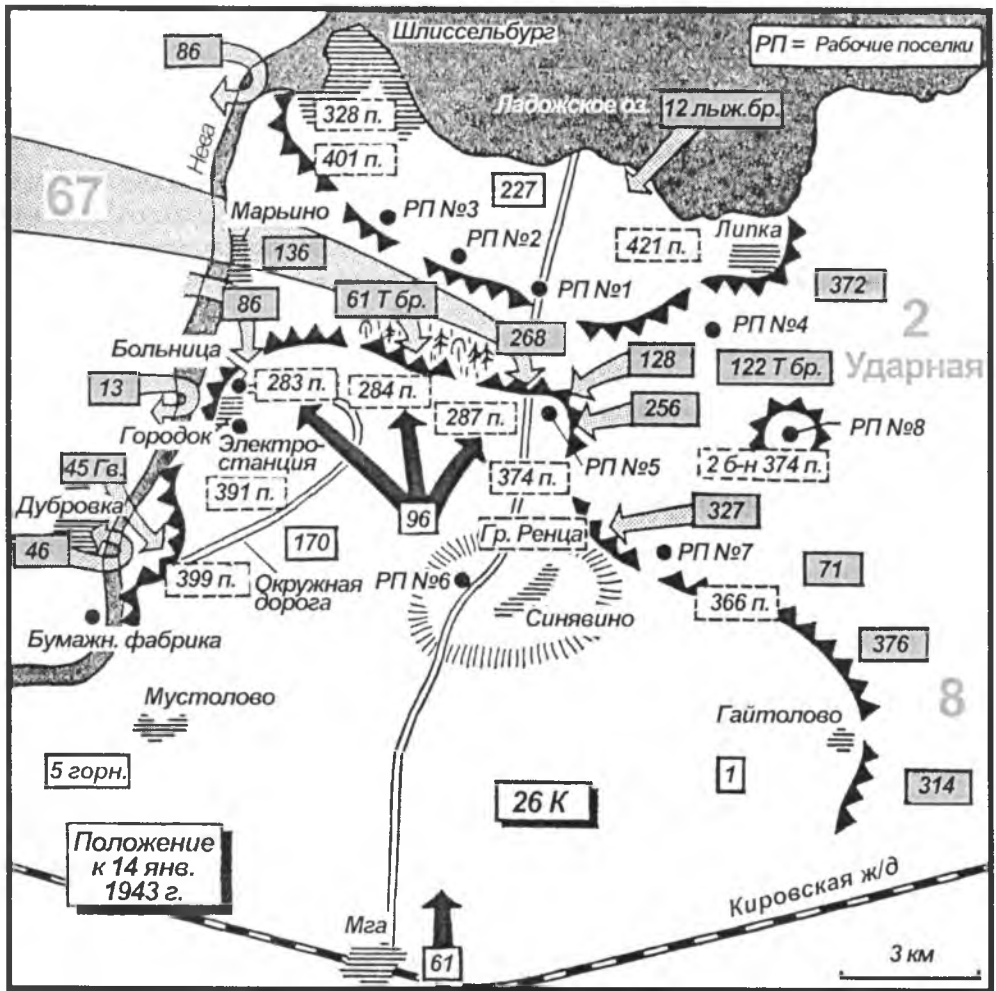 Шлиссельбург
РП = Рабочие поселки
86
Ладожское оз.
12 лыж.бр.
328 п.
Нева
401 п.
67
227
Марьино
РП №3
РП №2
136
421 п.
Липка
86
61 Т бр.
РП №1
372
268
РП №4
2
Ударная
Больница
128
122 Т бр.
13
283 п.
284 п.
256
287 п.
РП №8
Городок
Электро-
станция
РП №5
2 б-н 374 п.
45 Гв.
391 п.
374 п.
Дубровка
96
327
46
170
Гр. Ренца
РП №7
399 п.
Окружная
дорога
РП №6
71
366 п.
Синявино
Бумажн. фабрика
376
Мустолово
8
Гайтолово
5 горн.
1
314
26 К
Положение
к 14 янв.
1943 г.
Кировская ж/д
Мга
61
3 км